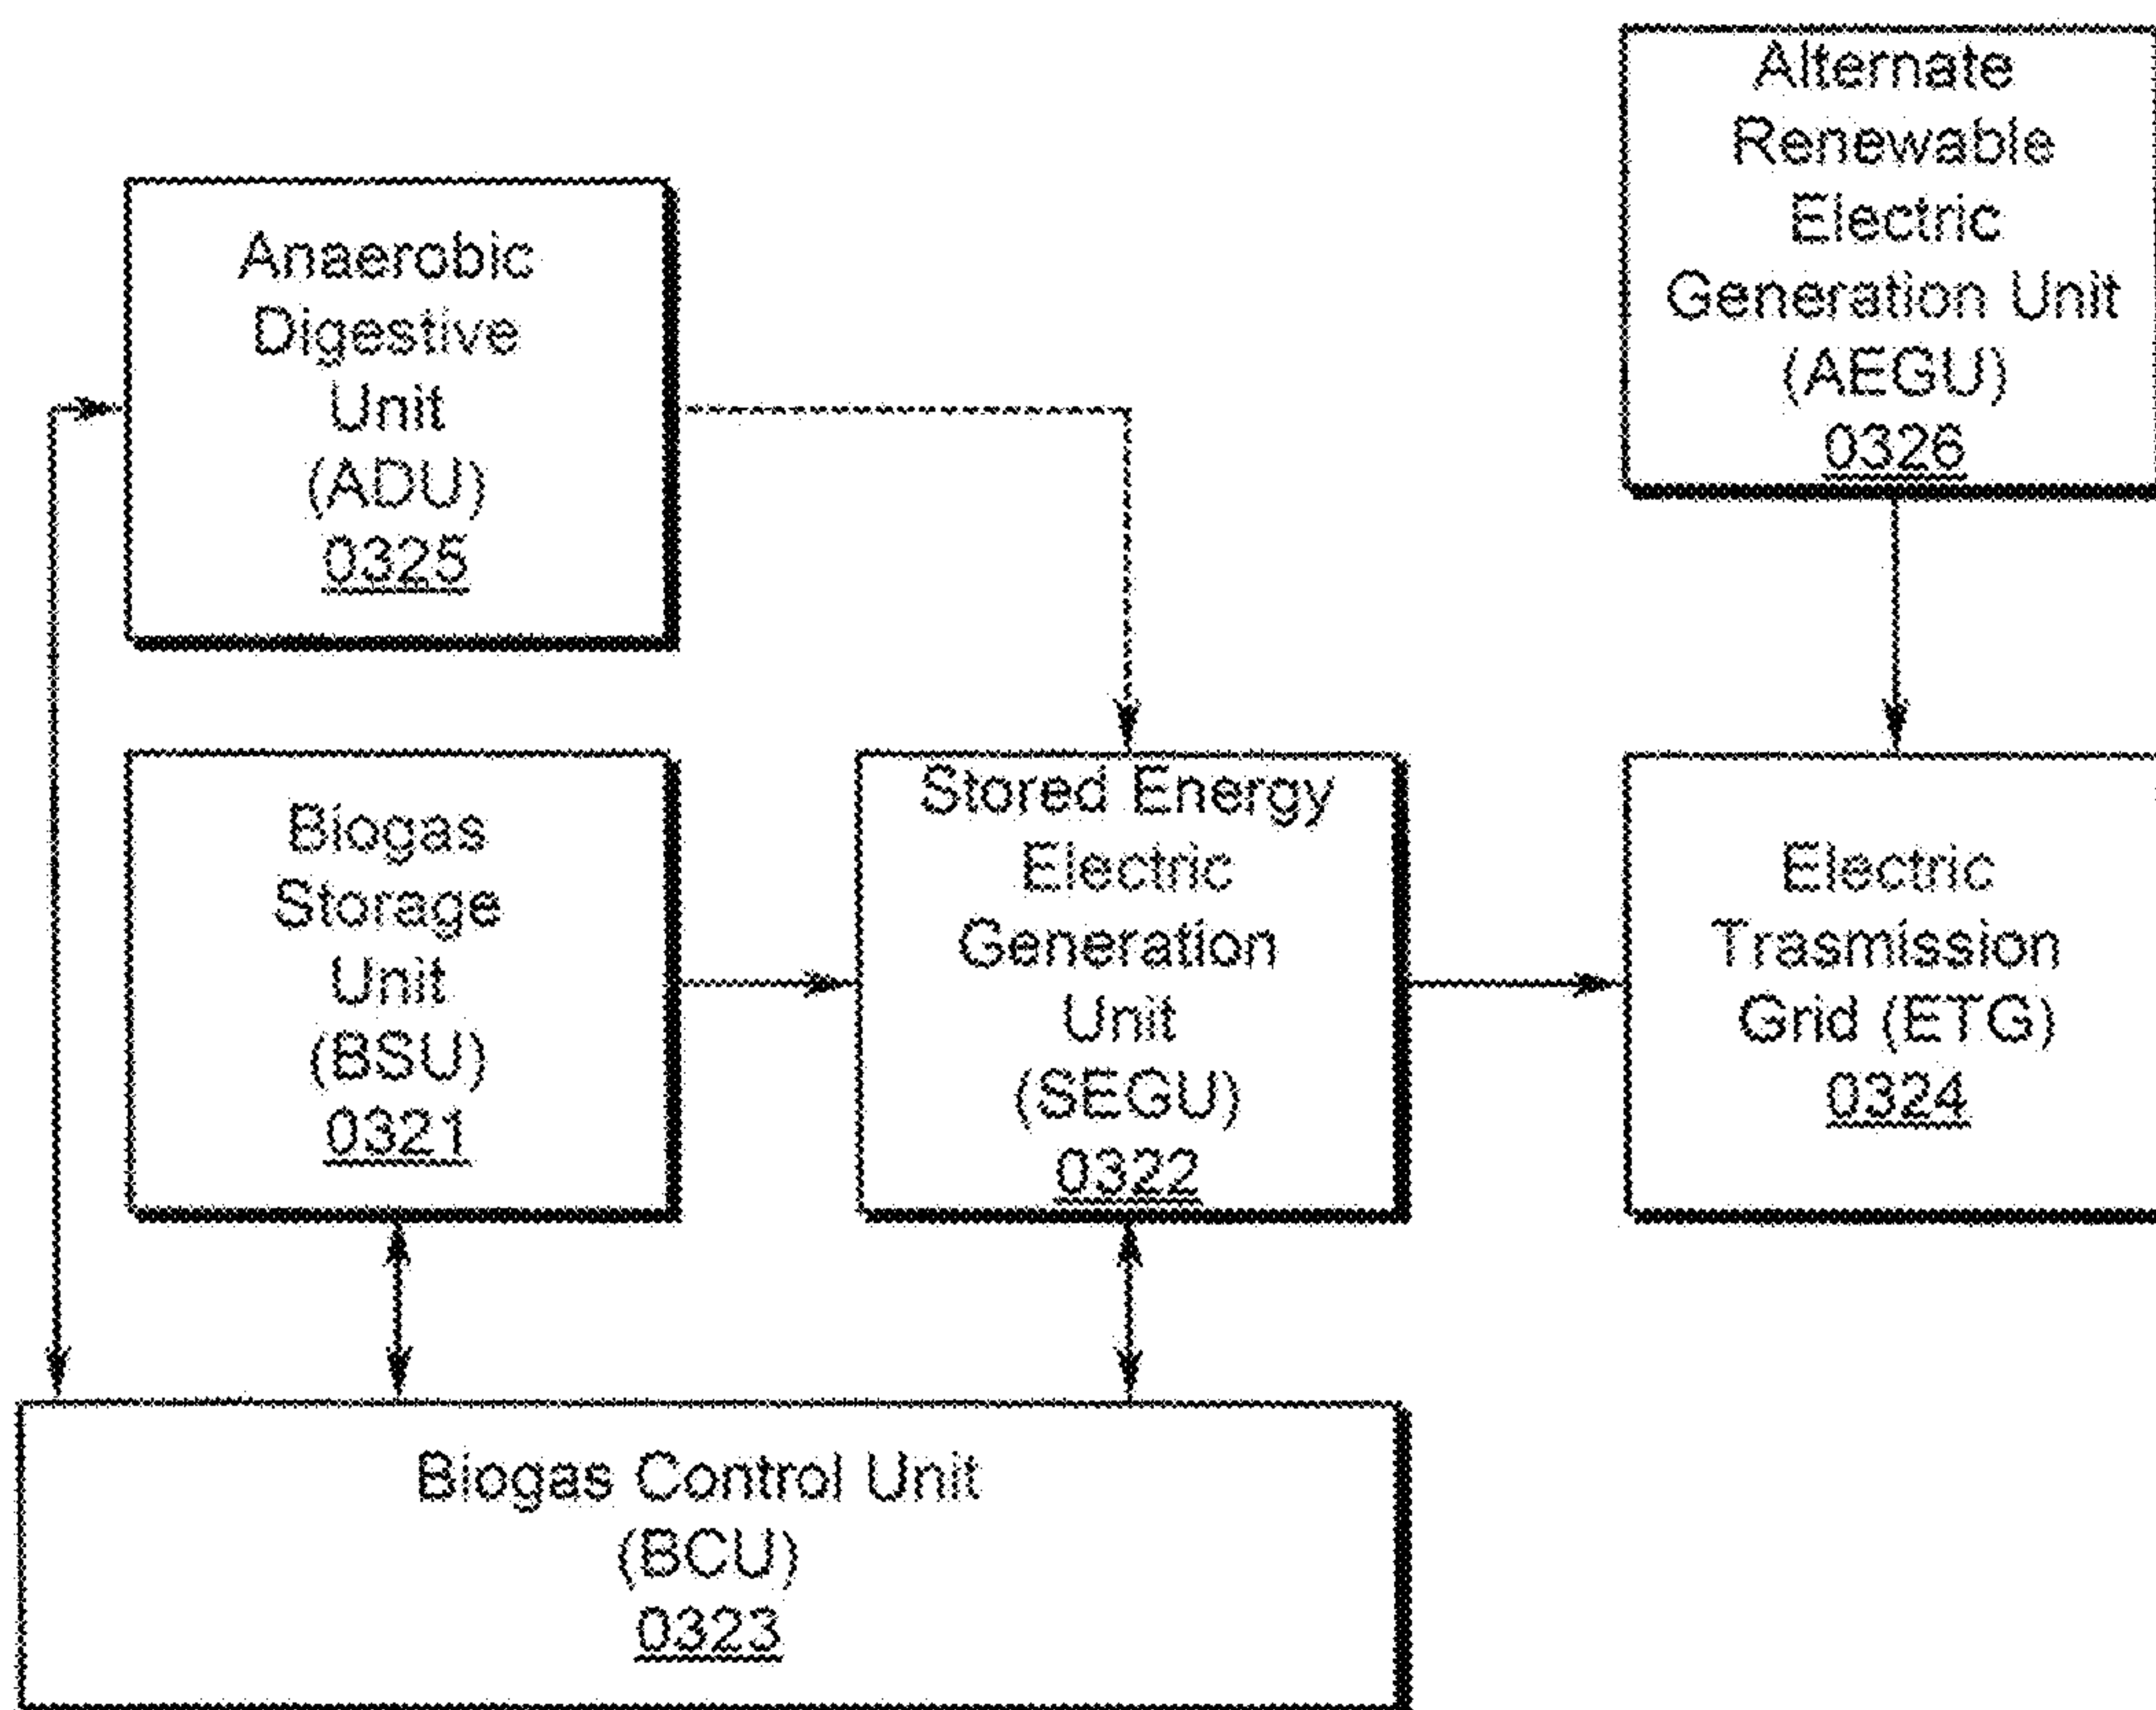 Alternate
Renewable
Electric
Generation Unit
(AEGU)
0326
Anaerobic
Digestive
Unit
(ADU)
0325
Biogas
Storage
Unit
(BSU)
0321
Stored Energy
Electric
Generation
Unit
(SEGU)
0322
Electric
Trasmission
Grid (ETG)
0324
Biogas Control Unit
(BCU)
0323